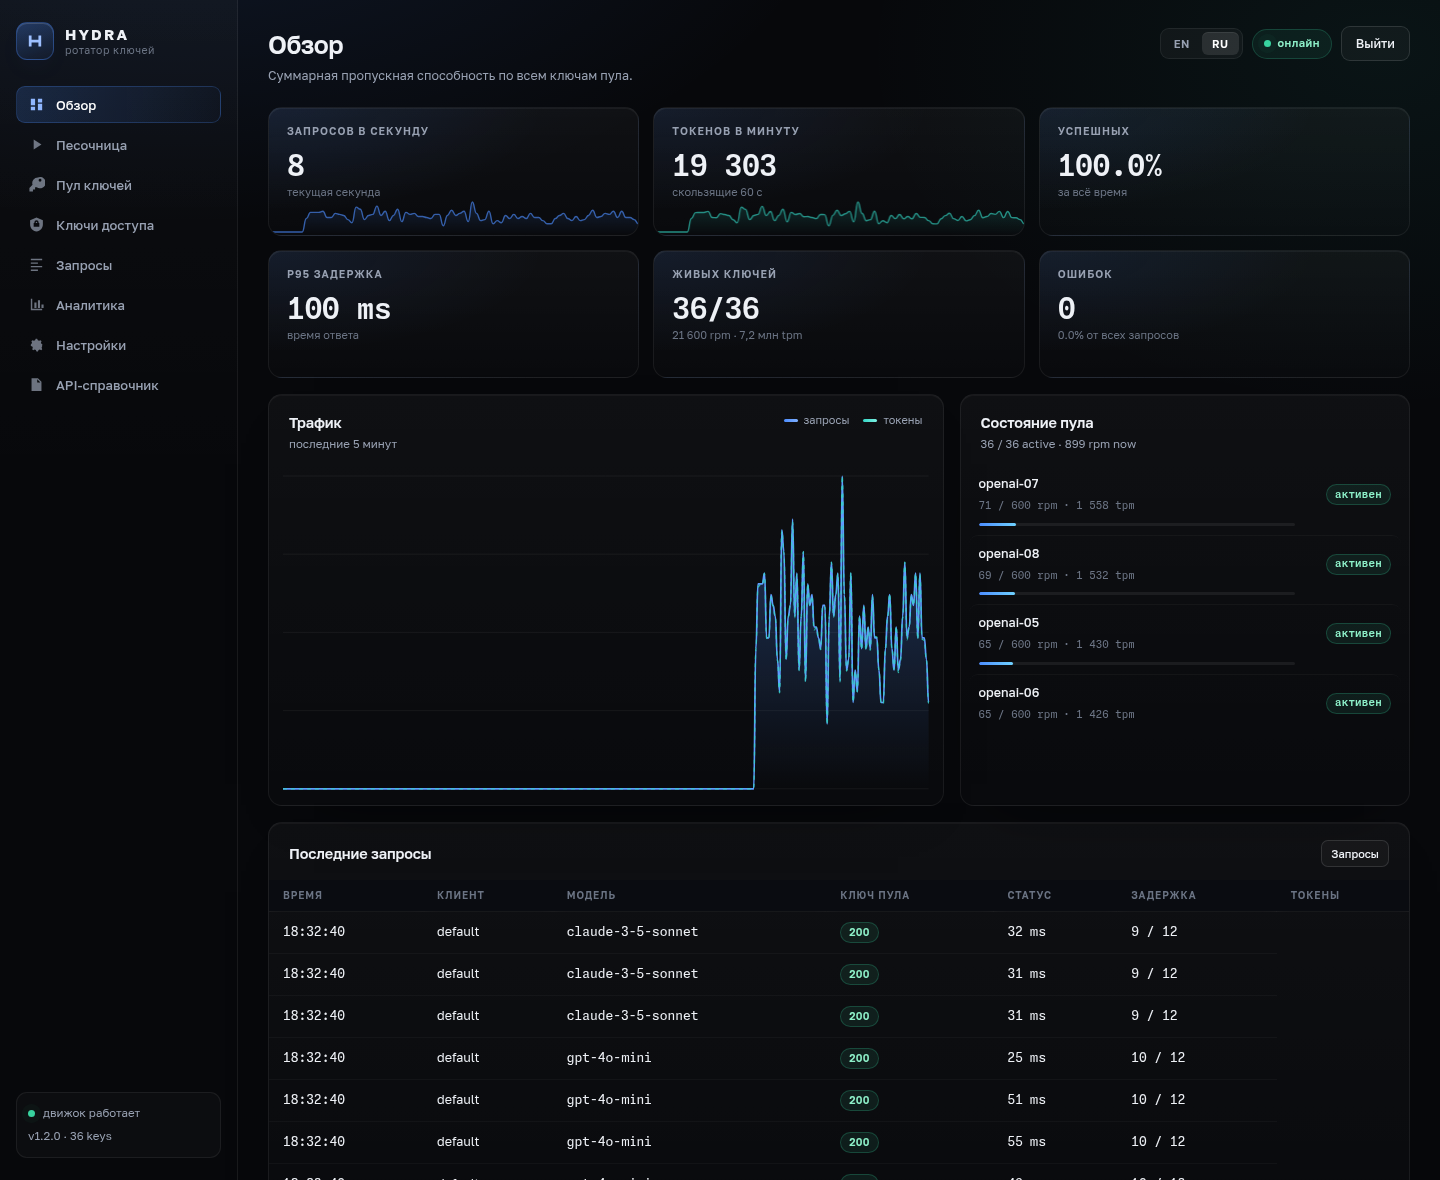 HYDRA
ротатор ключей
Обзор
Песочница
Пул ключей
Ключи доступа
Запросы
Аналитика
Настройки
API-справочник
движок работает
v1.2.0 · 36 keys
Обзор
Суммарная пропускная способность по всем ключам пула.
EN RU онлайн Выйти
ЗАПРОСОВ В СЕКУНДУ
8
текущая секунда
ТОКЕНОВ В МИНУТУ
19 303
скользящие 60 с
УСПЕШНЫХ
100.0%
за всё время
P95 ЗАДЕРЖКА
100 ms
время ответа
ЖИВЫХ КЛЮЧЕЙ
36/36
21 600 rpm · 7,2 млн tpm
ОШИБОК
0
0.0% от всех запросов
Трафик
последние 5 минут
запросы токены
Состояние пула
36 / 36 active · 899 rpm now
openai-07
71 / 600 rpm · 1 558 tpm
активен
openai-08
69 / 600 rpm · 1 532 tpm
активен
openai-05
65 / 600 rpm · 1 430 tpm
активен
openai-06
65 / 600 rpm · 1 426 tpm
активен
Последние запросы
Запросы
ВРЕМЯ КЛИЕНТ МОДЕЛЬ КЛЮЧ ПУЛА СТАТУС ЗАДЕРЖКА ТОКЕНЫ
18:32:40 default claude-3-5-sonnet 200 32 ms 9 / 12
18:32:40 default claude-3-5-sonnet 200 31 ms 9 / 12
18:32:40 default claude-3-5-sonnet 200 31 ms 9 / 12
18:32:40 default gpt-4o-mini 200 25 ms 10 / 12
18:32:40 default gpt-4o-mini 200 51 ms 10 / 12
18:32:40 default gpt-4o-mini 200 55 ms 10 / 12